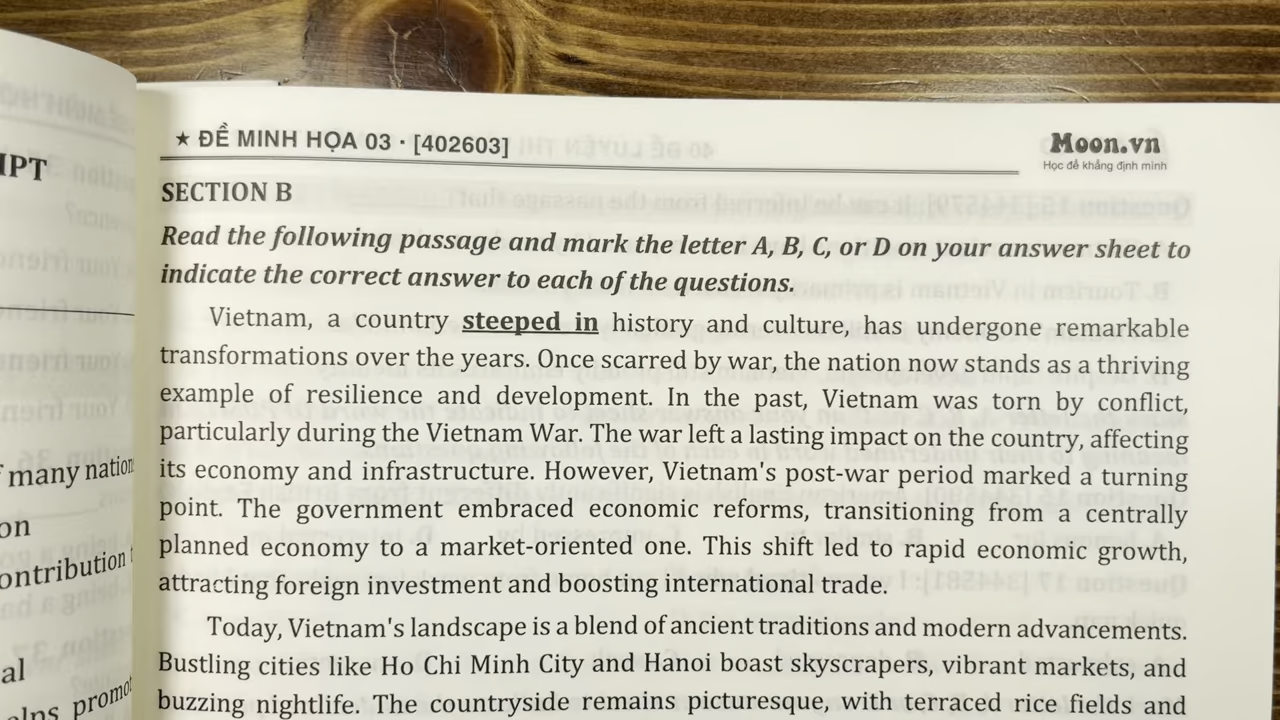 IPT
f many nation
on
ontribution
al
elps promot
★ ĐỀ MINH HỌA 03 · [402603]
Moon.vn
Học để khẳng định mình
SECTION B
Read the following passage and mark the letter A, B, C, or D on your answer sheet to
indicate the correct answer to each of the questions.
Vietnam, a country steeped in history and culture, has undergone remarkable
transformations over the years. Once scarred by war, the nation now stands as a thriving
example of resilience and development. In the past, Vietnam was torn by conflict,
particularly during the Vietnam War. The war left a lasting impact on the country, affecting
its economy and infrastructure. However, Vietnam's post-war period marked a turning
point. The government embraced economic reforms, transitioning from a centrally
planned economy to a market-oriented one. This shift led to rapid economic growth,
attracting foreign investment and boosting international trade.
Today, Vietnam's landscape is a blend of ancient traditions and modern advancements.
Bustling cities like Ho Chi Minh City and Hanoi boast skyscrapers, vibrant markets, and
buzzing nightlife. The countryside remains picturesque, with terraced rice fields and